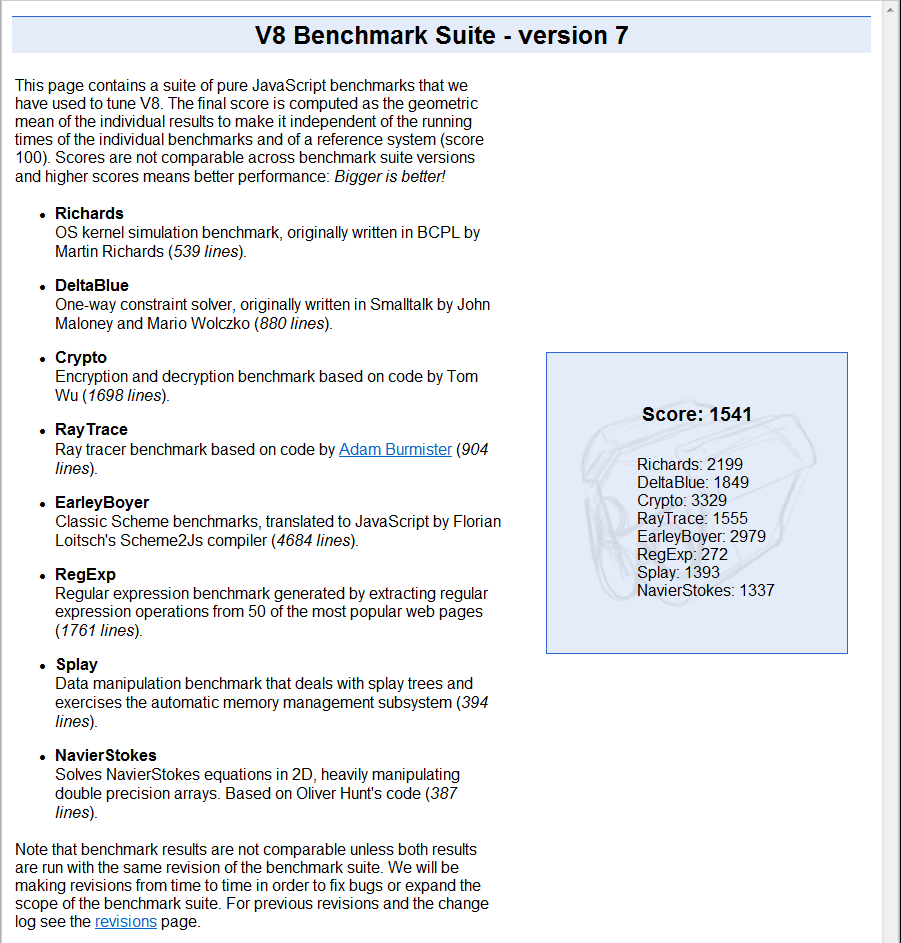 V8 Benchmark Suite - version 7
This page contains a suite of pure JavaScript benchmarks that we
have used to tune V8. The final score is computed as the geometric
mean of the individual results to make it independent of the running
times of the individual benchmarks and of a reference system (score
100). Scores are not comparable across benchmark suite versions
and higher scores means better performance: Bigger is better!
Richards
OS kernel simulation benchmark, originally written in BCPL by
Martin Richards (539 lines).
DeltaBlue
One-way constraint solver, originally written in Smalltalk by John
Maloney and Mario Wolczko (880 lines).
Crypto
Encryption and decryption benchmark based on code by Tom
Wu (1698 lines).
RayTrace
Ray tracer benchmark based on code by Adam Burmister (904
lines).
EarleyBoyer
Classic Scheme benchmarks, translated to JavaScript by Florian
Loitsch's Scheme2Js compiler (4684 lines).
RegExp
Regular expression benchmark generated by extracting regular
expression operations from 50 of the most popular web pages
(1761 lines).
Splay
Data manipulation benchmark that deals with splay trees and
exercises the automatic memory management subsystem (394
lines).
NavierStokes
Solves NavierStokes equations in 2D, heavily manipulating
double precision arrays. Based on Oliver Hunt's code (387
lines).
Note that benchmark results are not comparable unless both results
are run with the same revision of the benchmark suite. We will be
making revisions from time to time in order to fix bugs or expand the
scope of the benchmark suite. For previous revisions and the change
log see the revisions page.
Score: 1541
Richards: 2199
DeltaBlue: 1849
Crypto: 3329
RayTrace: 1555
EarleyBoyer: 2979
RegExp: 272
Splay: 1393
NavierStokes: 1337